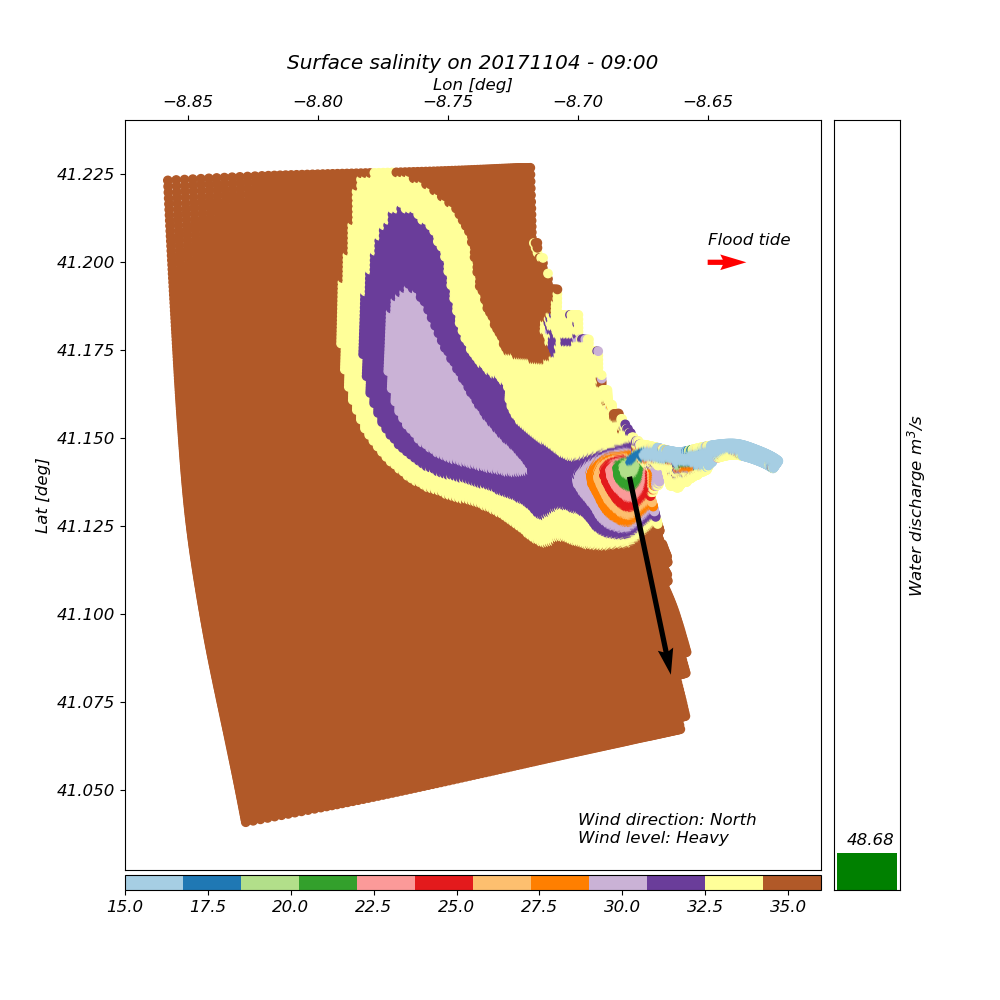 Surface salinity on 20171104 - 09:00
Lon [deg]
−8.85 −8.80 −8.75 −8.70 −8.65
41.225
41.200
41.175
41.150
41.125
41.100
41.075
41.050
Lat [deg]
Flood tide
Wind direction: North
Wind level: Heavy
15.0 17.5 20.0 22.5 25.0 27.5 30.0 32.5 35.0
48.68
Water discharge m³/s